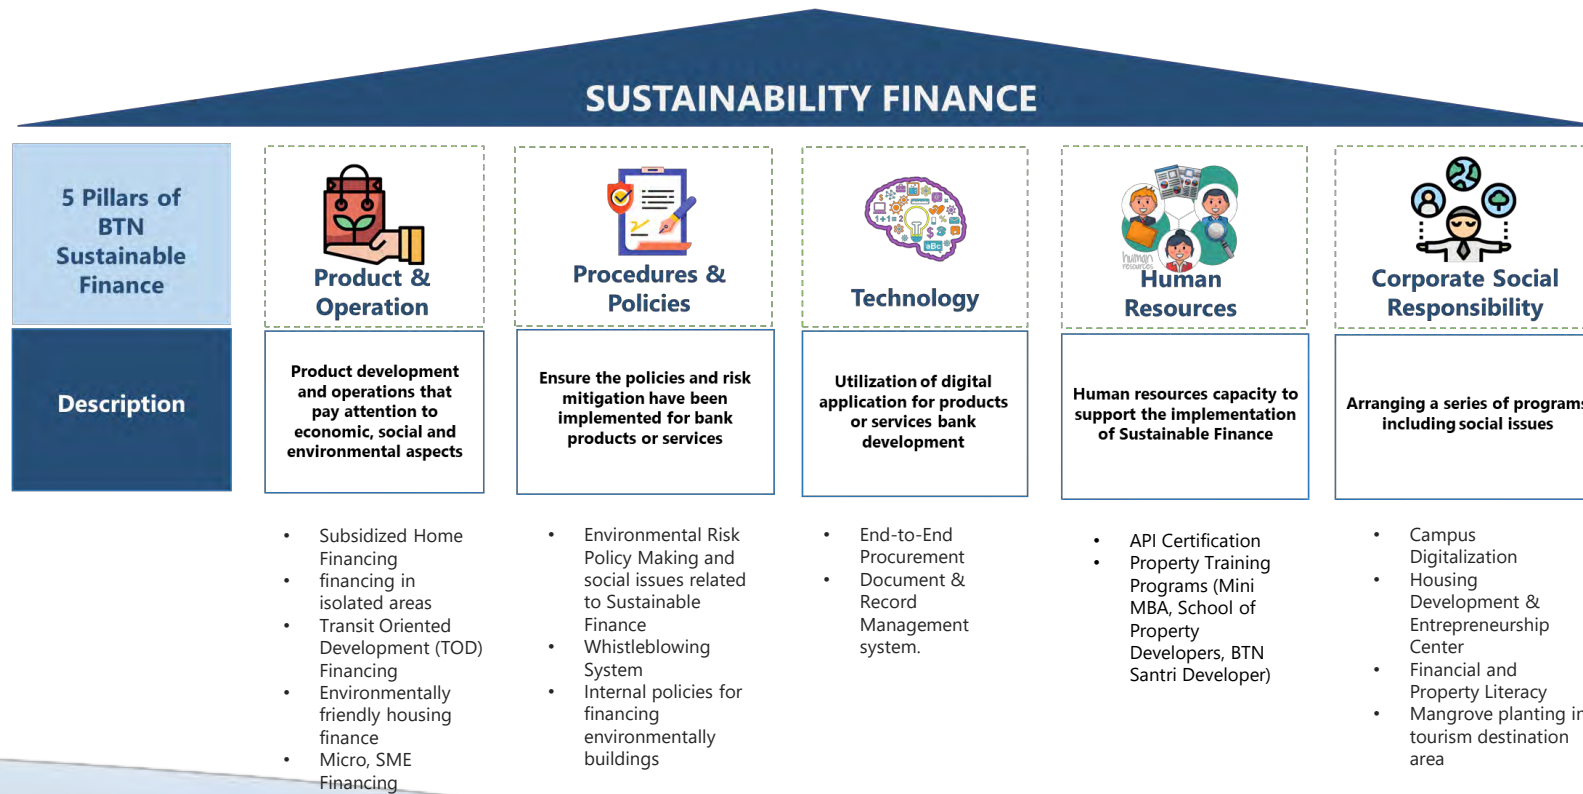 SUSTAINABILITY FINANCE
5 Pillars of
BTN
Sustainable
Finance
Product &
Operation
Procedures &
Policies
1+1=2
aBc
Technology
human
resources
Human
Resources
Corporate Social
Responsibility
Description
Product development
and operations that
pay attention to
economic, social and
environmental aspects
Ensure the policies and risk
mitigation have been
implemented for bank
products or services
Utilization of digital
application for products
or services bank
development
Human resources capacity to
support the implementation
of Sustainable Finance
Arranging a series of programs
including social issues
• Subsidized Home
Financing
• financing in
isolated areas
• Transit Oriented
Development (TOD)
Financing
• Environmentally
friendly housing
finance
• Micro, SME
Financing
• Environmental Risk
Policy Making and
social issues related
to Sustainable
Finance
• Whistleblowing
System
• Internal policies for
financing
environmentally
buildings
• End-to-End
Procurement
• Document &
Record
Management
system.
• API Certification
• Property Training
Programs (Mini
MBA, School of
Property
Developers, BTN
Santri Developer)
• Campus
Digitalization
• Housing
Development &
Entrepreneurship
Center
• Financial and
Property Literacy
• Mangrove planting in
tourism destination
area